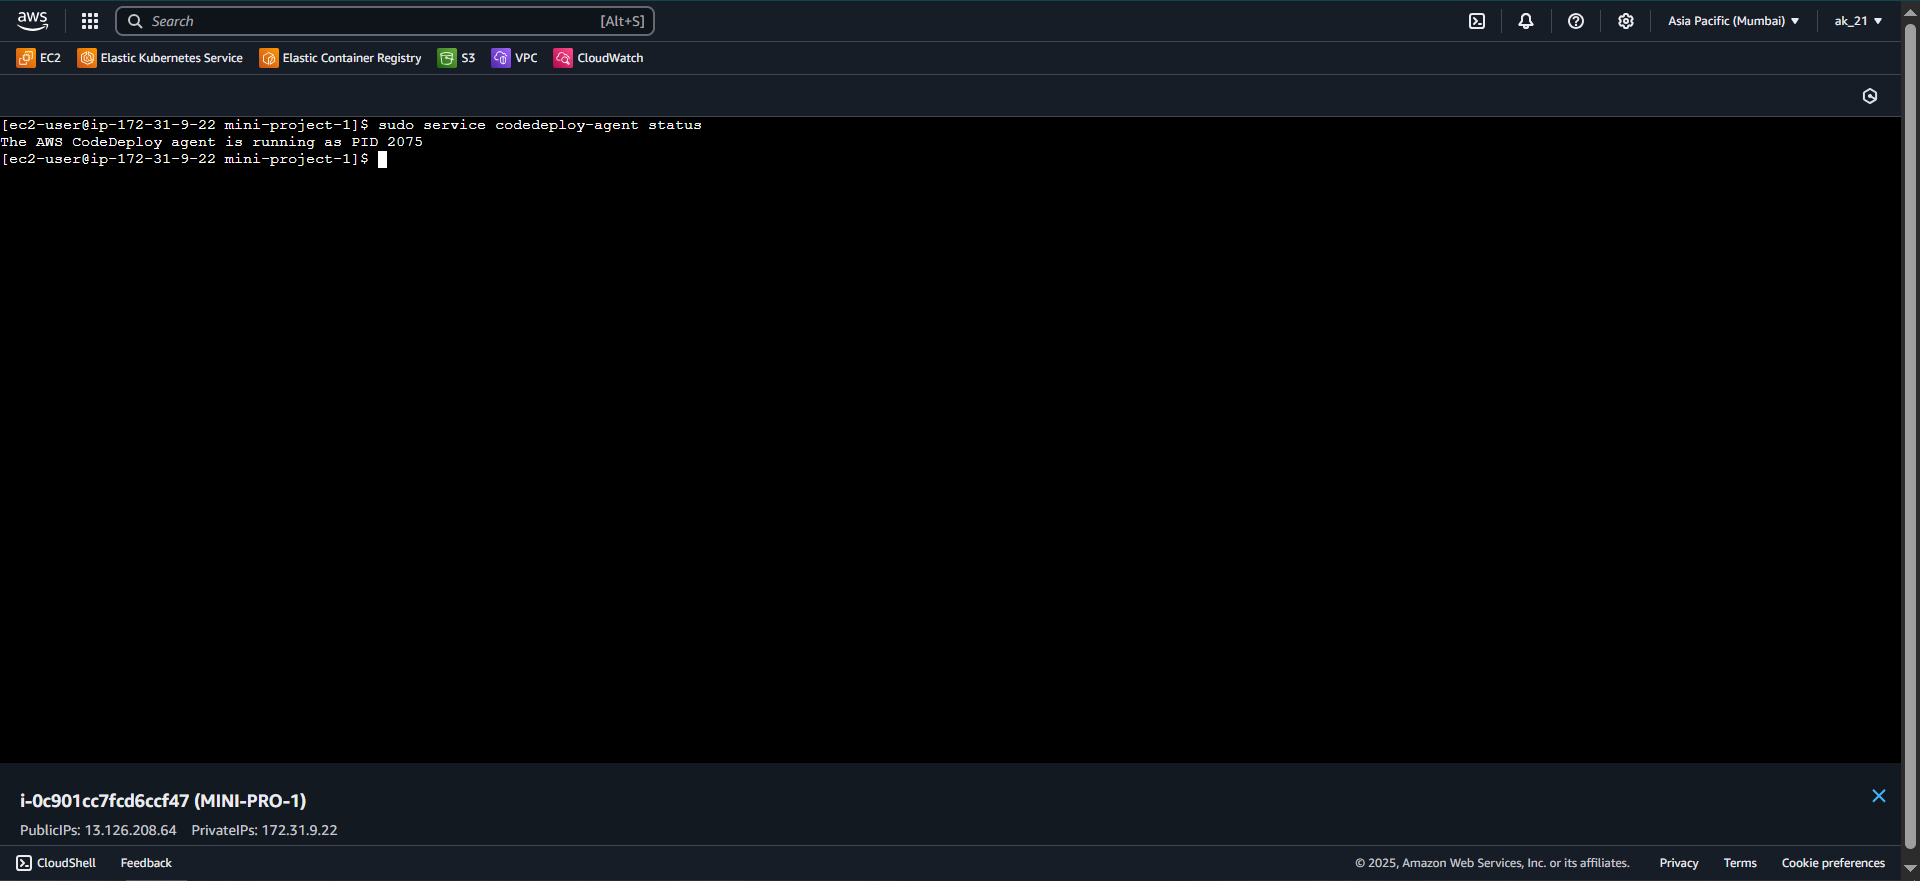 aws
Search [Alt+S]
Asia Pacific (Mumbai) ▼ ak_21 ▼
EC2 Elastic Kubernetes Service Elastic Container Registry S3 VPC CloudWatch
[ec2-user@ip-172-31-9-22 mini-project-1]$ sudo service codedeploy-agent status
The AWS CodeDeploy agent is running as PID 2075
[ec2-user@ip-172-31-9-22 mini-project-1]$
i-0c901cc7fcd6ccf47 (MINI-PRO-1)
PublicIPs: 13.126.208.64 PrivateIPs: 172.31.9.22
CloudShell Feedback © 2025, Amazon Web Services, Inc. or its affiliates. Privacy Terms Cookie preferences